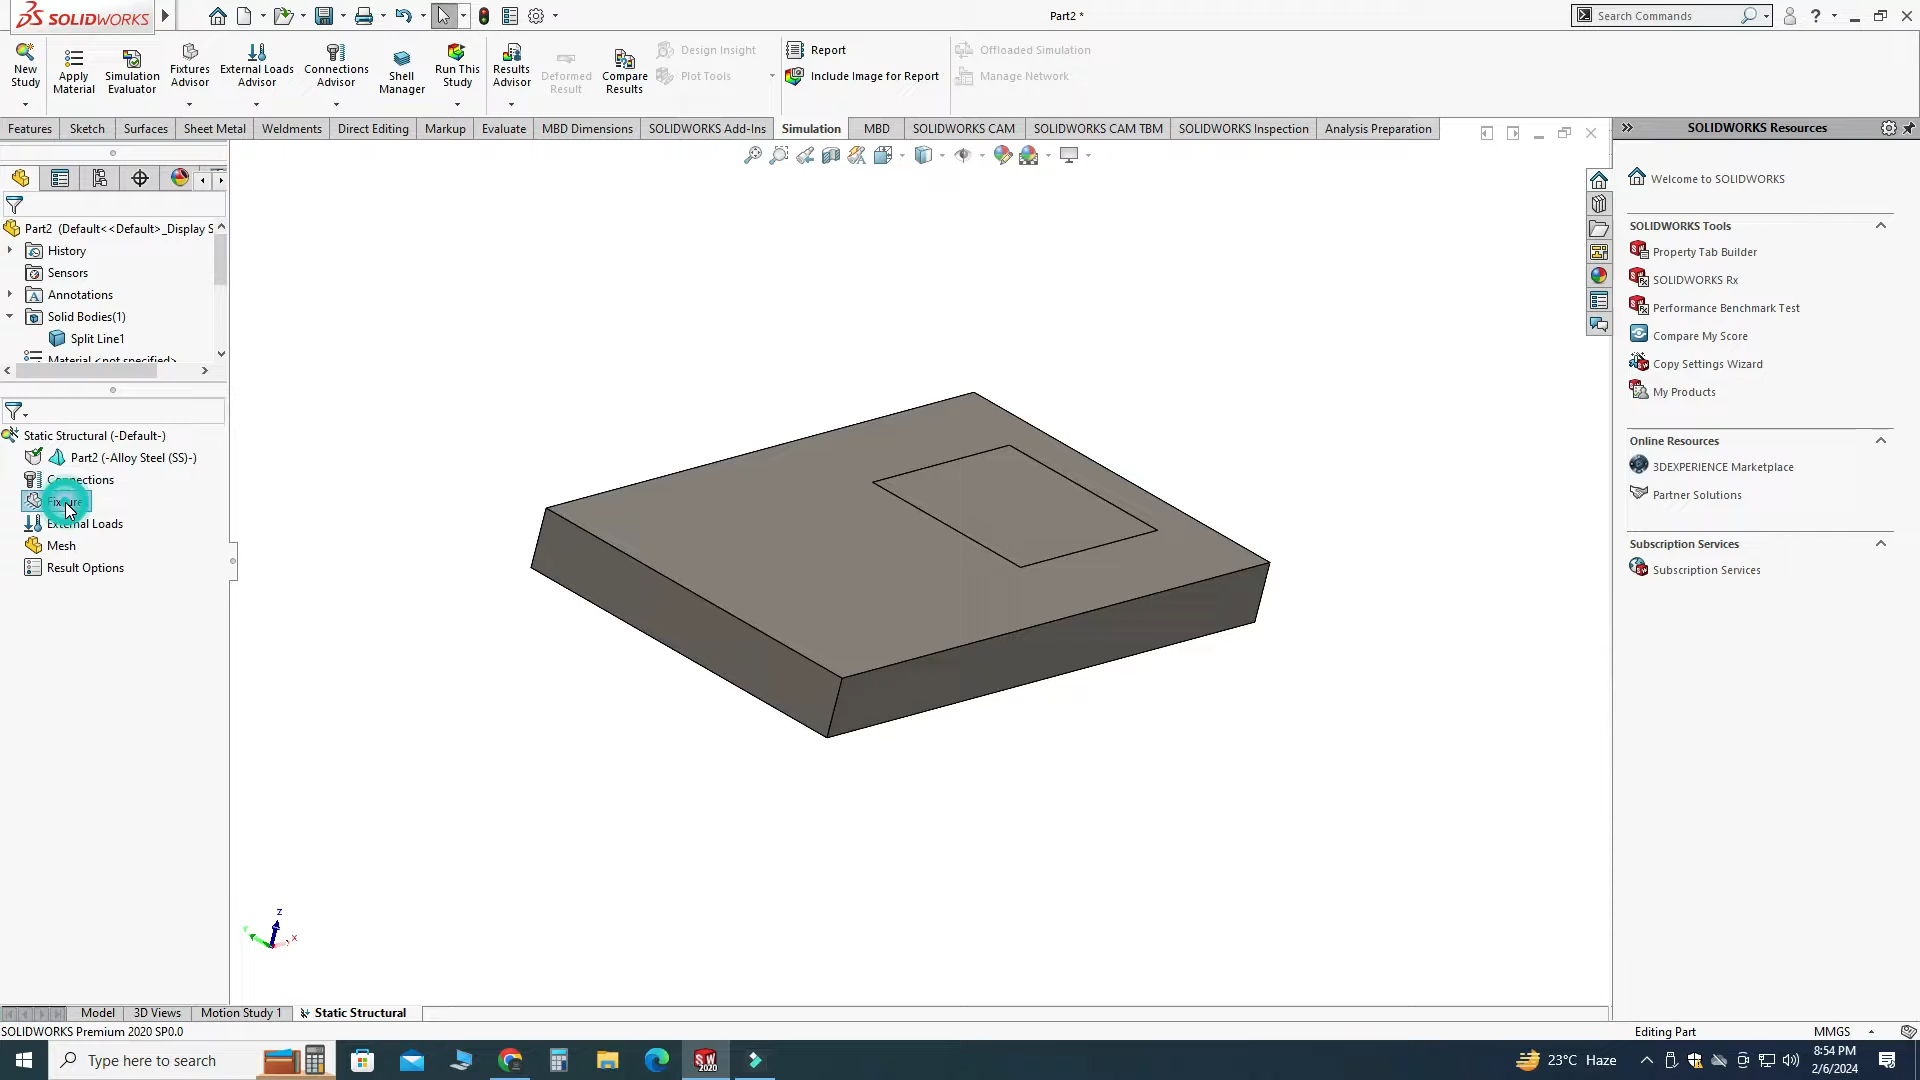 SOLIDWORKS
Part2 *
Search Commands
New Study
Apply Material
Simulation Evaluator
Fixtures Advisor
External Loads Advisor
Connections Advisor
Shell Manager
Run This Study
Results Advisor
Deformed Result
Compare Results
Design Insight
Plot Tools
Report
Include Image for Report
Offloaded Simulation
Manage Network
Features
Sketch
Surfaces
Sheet Metal
Weldments
Direct Editing
Markup
Evaluate
MBD Dimensions
SOLIDWORKS Add-Ins
Simulation
MBD
SOLIDWORKS CAM
SOLIDWORKS CAM TBM
SOLIDWORKS Inspection
Analysis Preparation
Part2 (Default<<Default>_Display S
History
Sensors
Annotations
Solid Bodies(1)
Split Line1
Material <not specified>
Static Structural (-Default-)
Part2 (-Alloy Steel (SS)-)
Connections
External Loads
Mesh
Result Options
z
x
SOLIDWORKS Resources
Welcome to SOLIDWORKS
SOLIDWORKS Tools
Property Tab Builder
SOLIDWORKS Rx
Performance Benchmark Test
Compare My Score
Copy Settings Wizard
My Products
Online Resources
3DEXPERIENCE Marketplace
Partner Solutions
Subscription Services
Subscription Services
Model
3D Views
Motion Study 1
Static Structural
SOLIDWORKS Premium 2020 SP0.0
Editing Part
MMGS
Type here to search
SW 2020
23°C Haze
8:54 PM
2/6/2024